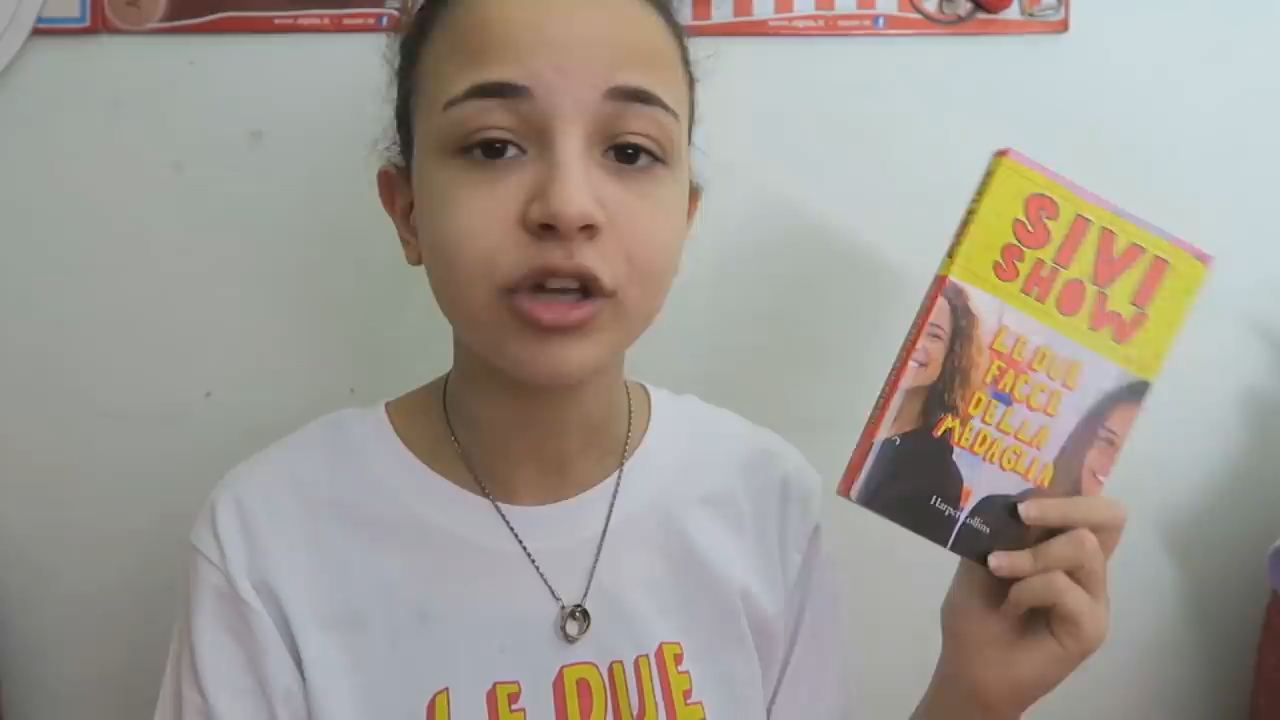 SIVI
SHOW
LE DUE
FACCE
DELLA
MEDAGLIA
HarperCollins
LE DUE